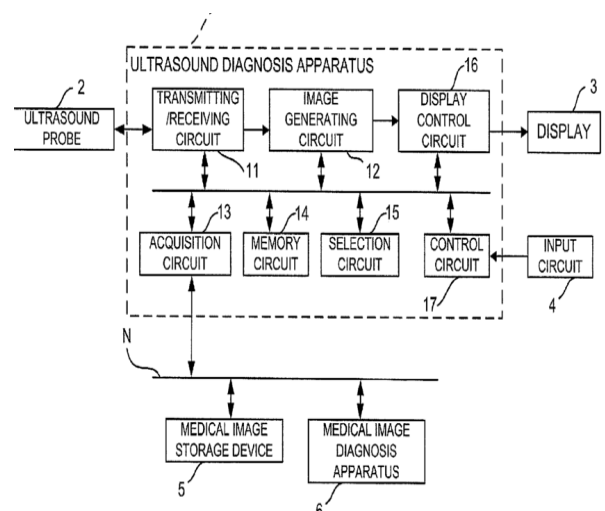 ULTRASOUND DIAGNOSIS APPARATUS
16
2
3
ULTRASOUND
PROBE
TRANSMITTING
/RECEIVING
CIRCUIT
IMAGE
GENERATING
CIRCUIT
DISPLAY
CONTROL
CIRCUIT
DISPLAY
11
12
13
14
15
ACQUISITION
CIRCUIT
MEMORY
CIRCUIT
SELECTION
CIRCUIT
CONTROL
CIRCUIT
INPUT
CIRCUIT
17
4
N
MEDICAL IMAGE
STORAGE DEVICE
MEDICAL IMAGE
DIAGNOSIS
APPARATUS
5
6